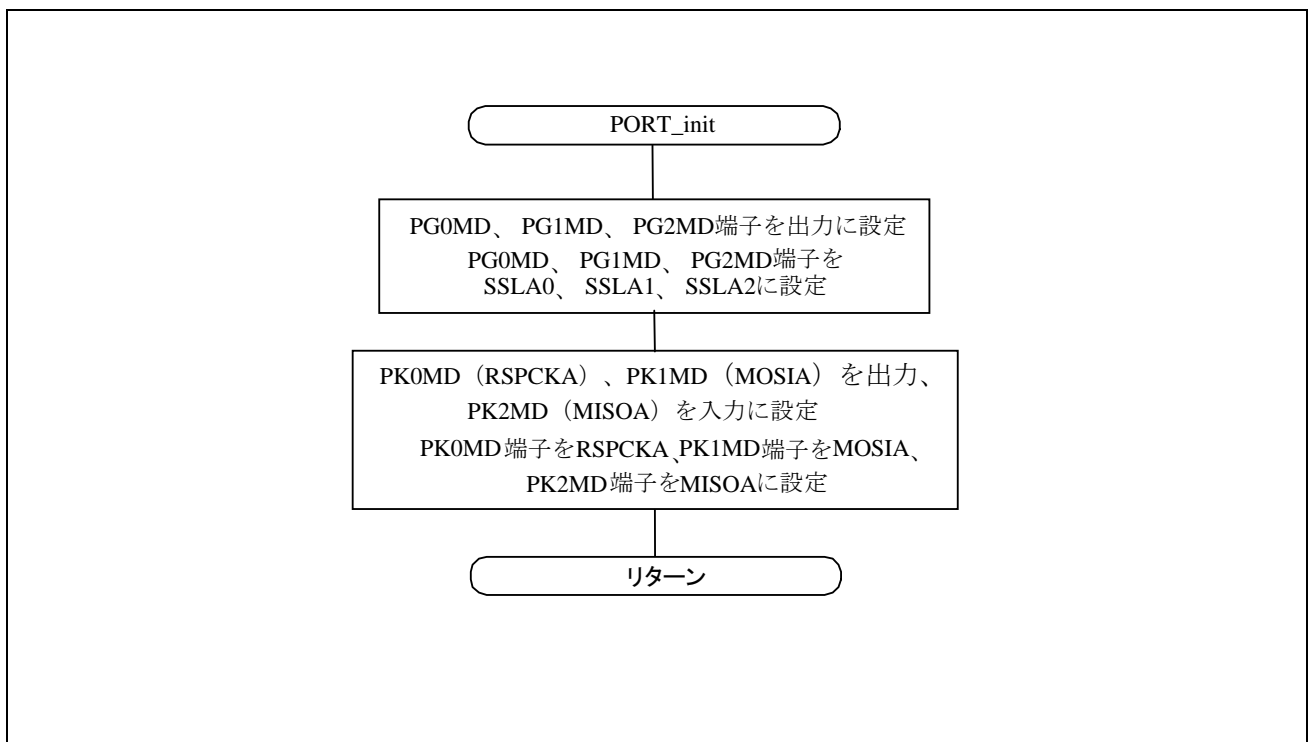 PORT_init
PG0MD、 PG1MD、 PG2MD端子を出力に設定
PG0MD、 PG1MD、 PG2MD端子を
SSLA0、 SSLA1、 SSLA2に設定
PK0MD（RSPCKA）、PK1MD（MOSIA）を出力、
PK2MD（MISOA）を入力に設定
PK0MD端子をRSPCKA、PK1MD端子をMOSIA、
PK2MD端子をMISOAに設定
リターン